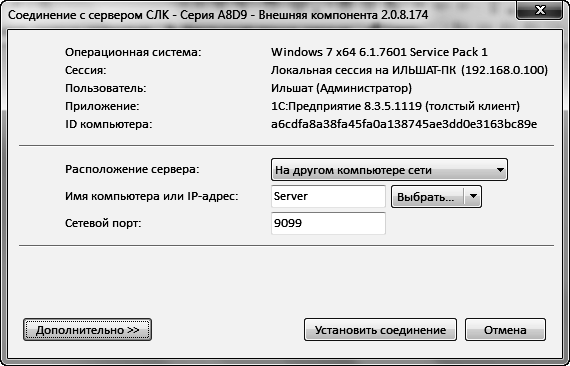 Соединение с сервером СЛК - Серия A8D9 - Внешняя компонента 2.0.8.174
Операционная система: Windows 7 x64 6.1.7601 Service Pack 1
Сессия: Локальная сессия на ИЛЬШАТ-ПК (192.168.0.100)
Пользователь: Ильшат (Администратор)
Приложение: 1С:Предприятие 8.3.5.1119 (толстый клиент)
ID компьютера: a6cdfa8a38fa45fa0a138745ae3dd0e3163bc89e
Расположение сервера: На другом компьютере сети
Имя компьютера или IP-адрес: Server Выбрать...
Сетевой порт: 9099
Дополнительно >> Установить соединение Отмена